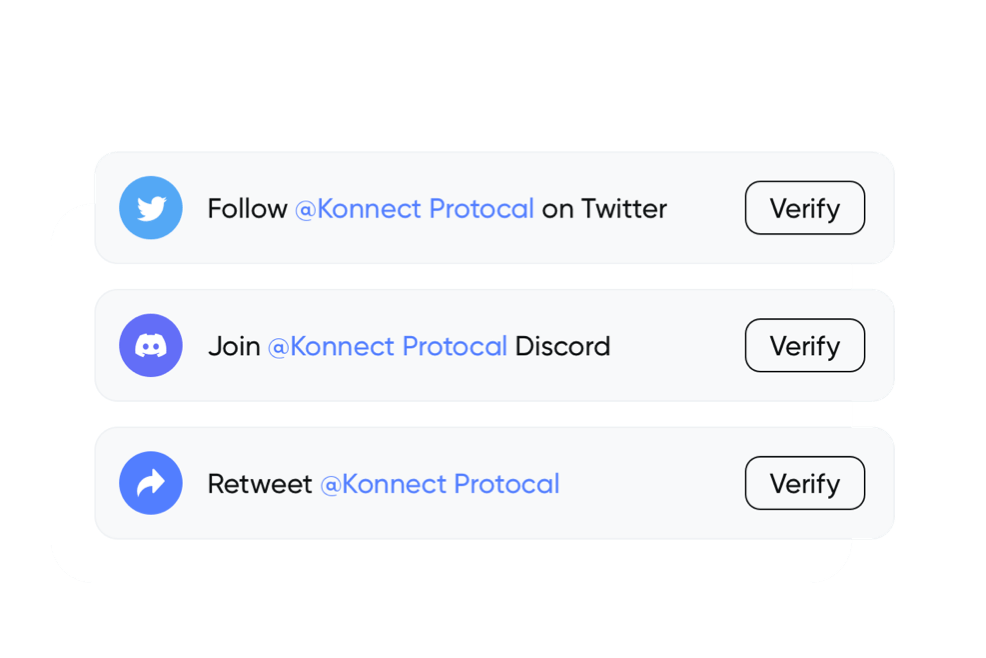 Follow @Konnect Protocal on Twitter Verify
Join @Konnect Protocal Discord Verify
Retweet @Konnect Protocal Verify